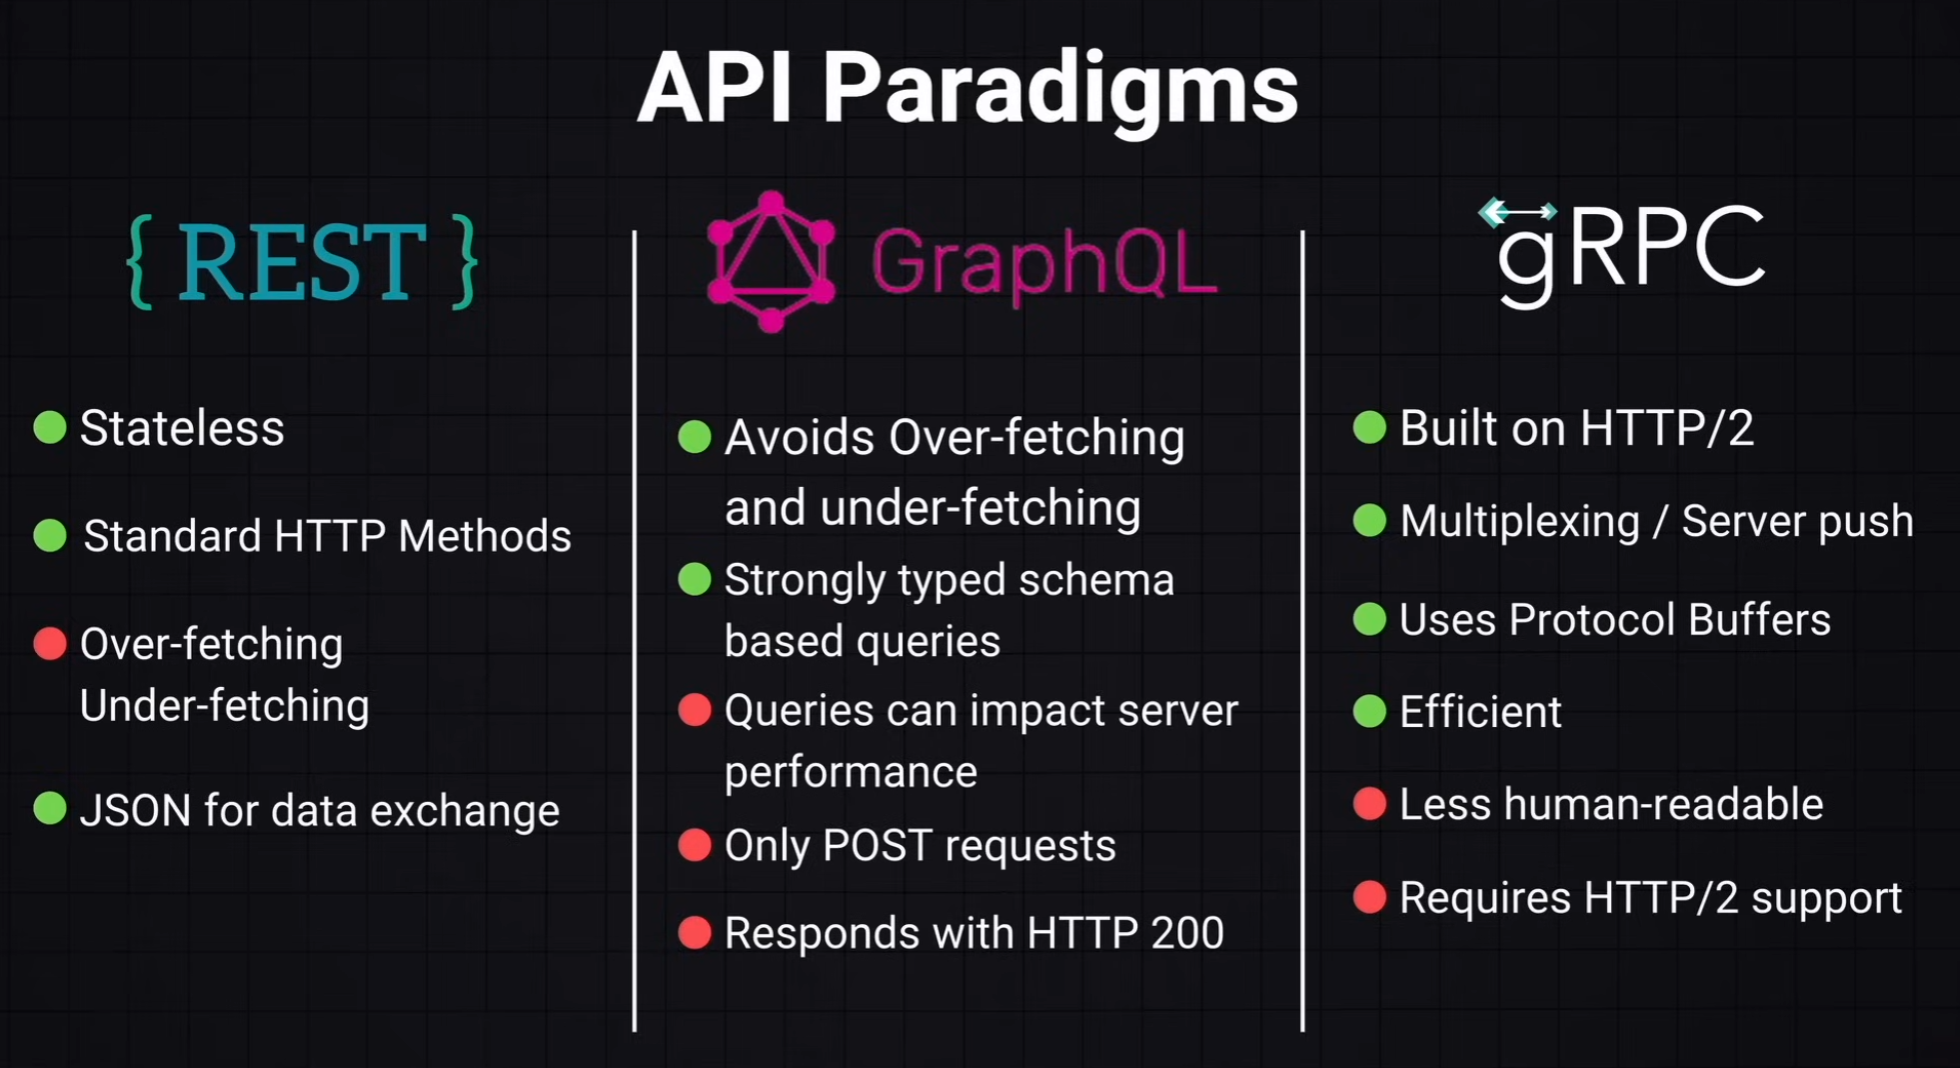 API Paradigms
{ REST }
Stateless
Standard HTTP Methods
Over-fetching
Under-fetching
JSON for data exchange
GraphQL
Avoids Over-fetching
and under-fetching
Strongly typed schema
based queries
Queries can impact server
performance
Only POST requests
Responds with HTTP 200
gRPC
Built on HTTP/2
Multiplexing / Server push
Uses Protocol Buffers
Efficient
Less human-readable
Requires HTTP/2 support